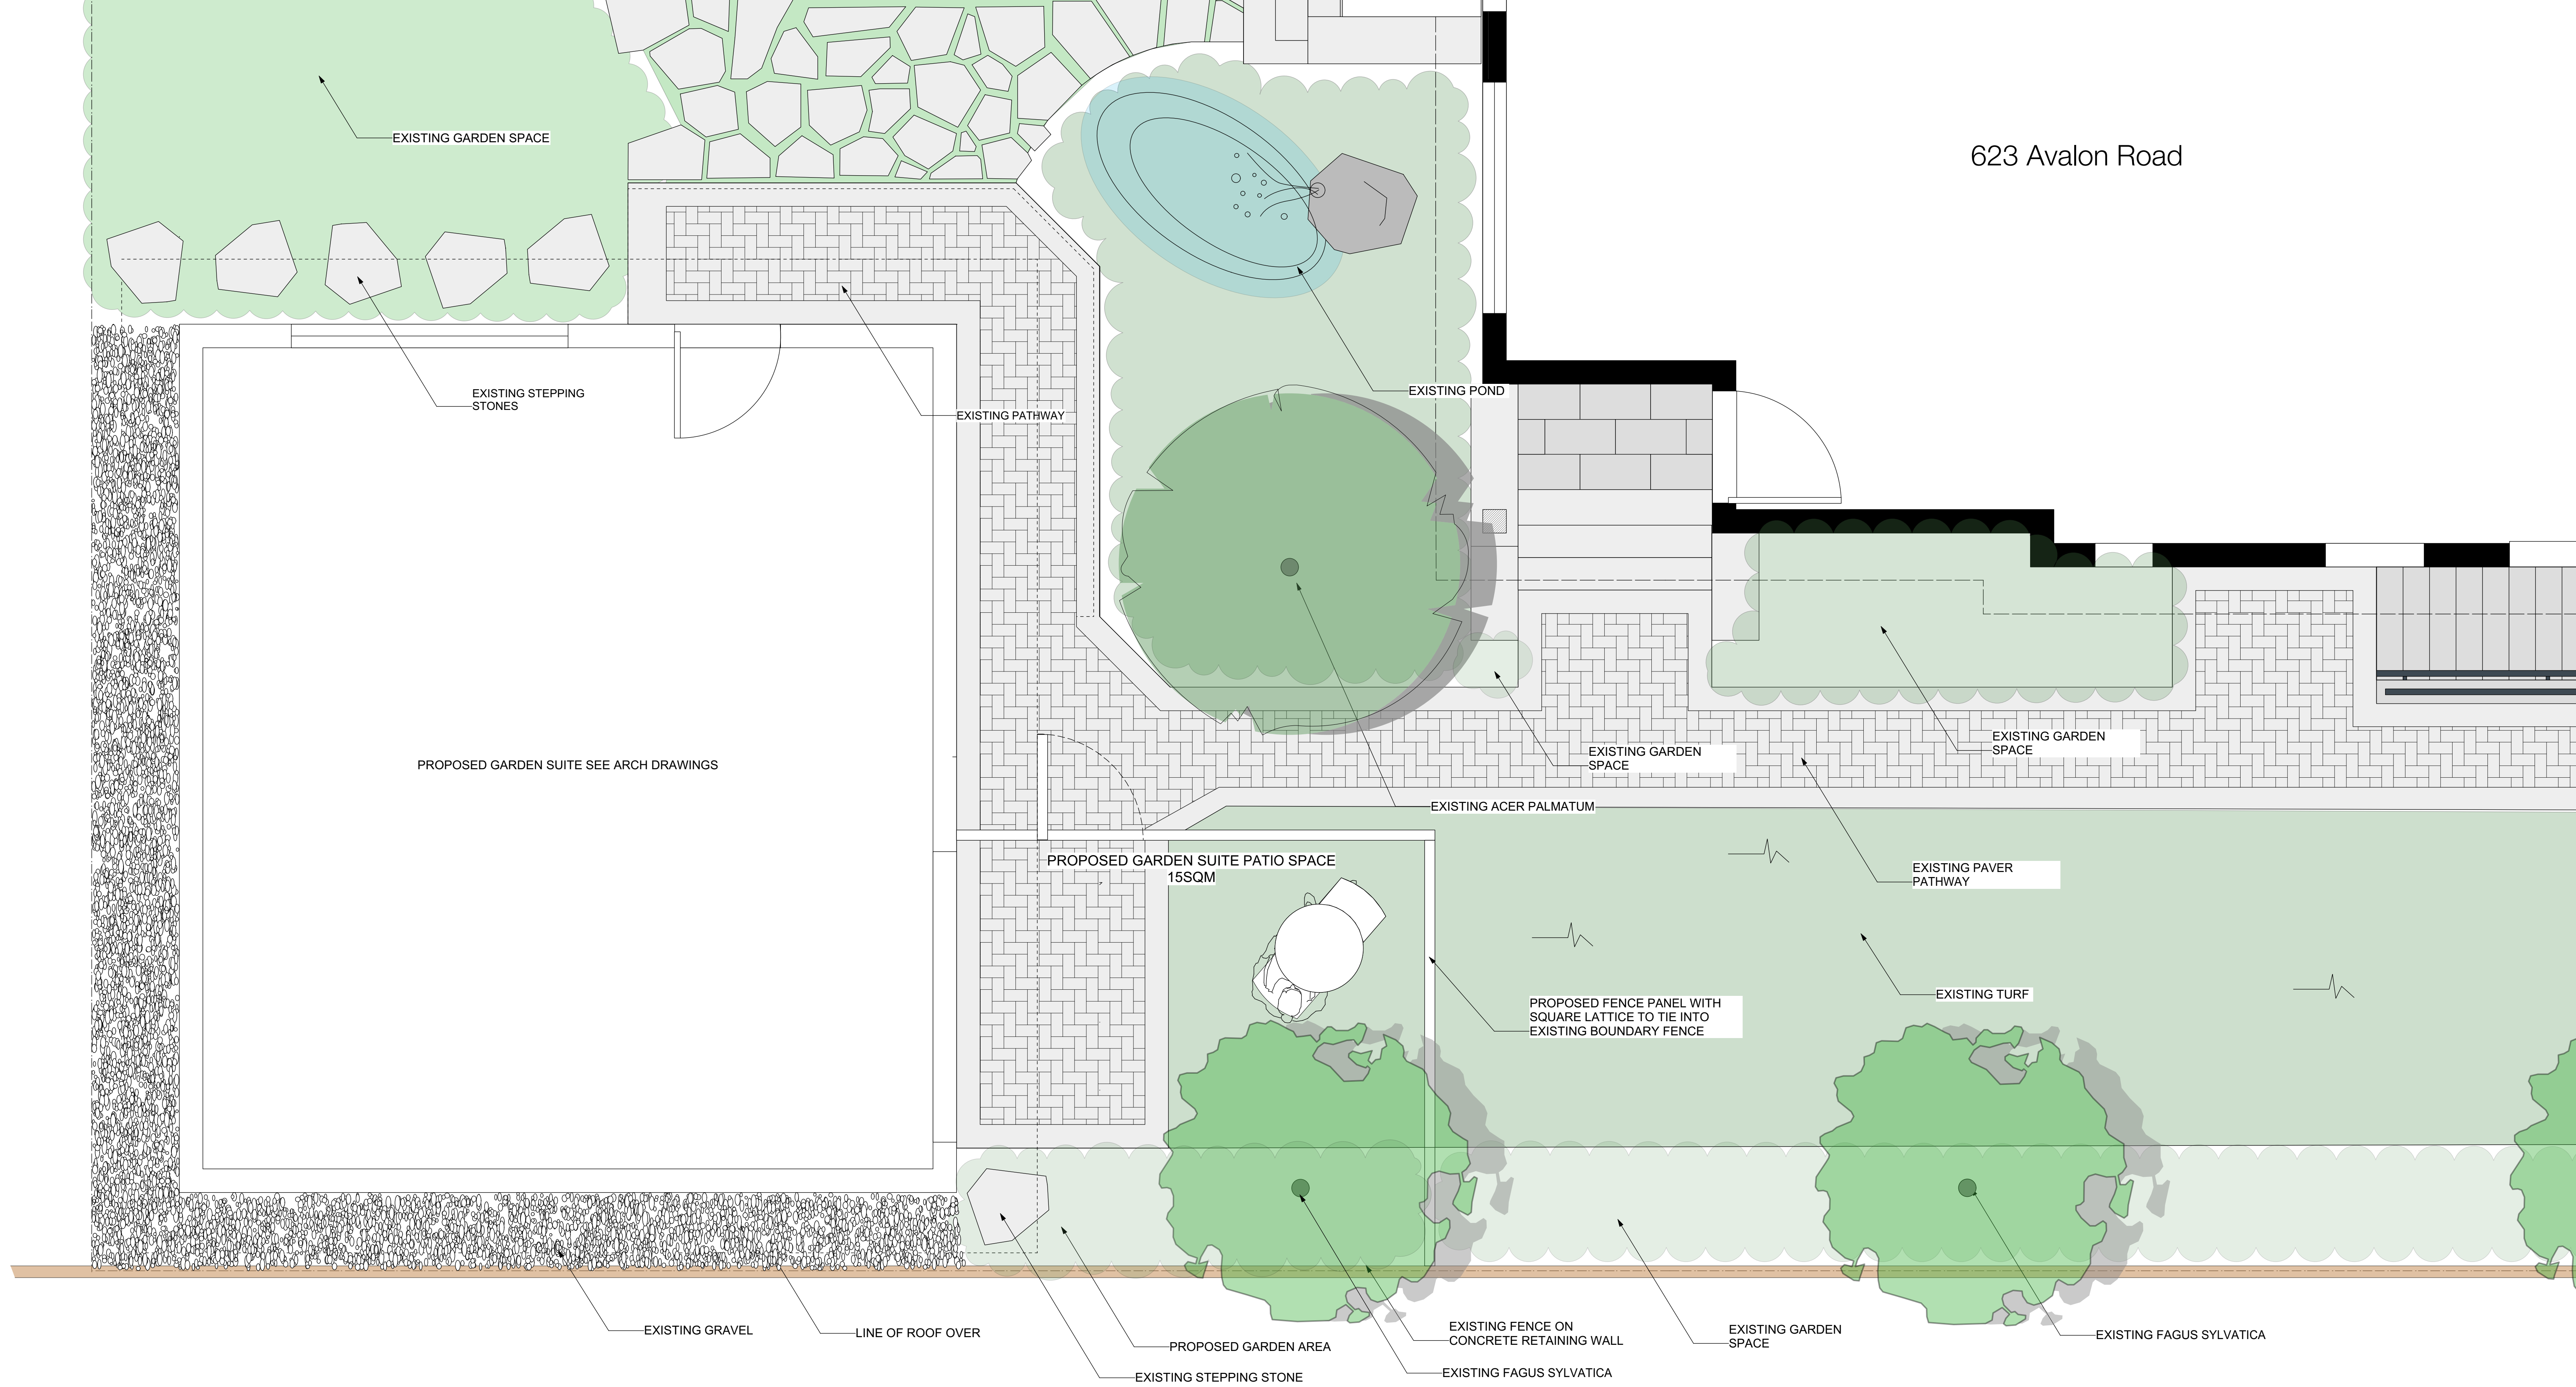 EXISTING GARDEN SPACE
623 Avalon Road
EXISTING STEPPING
STONES
EXISTING PATHWAY
EXISTING POND
PROPOSED GARDEN SUITE SEE ARCH DRAWINGS
EXISTING GARDEN
SPACE
EXISTING GARDEN
SPACE
EXISTING ACER PALMATUM
PROPOSED GARDEN SUITE PATIO SPACE
15SQM
EXISTING PAVER
PATHWAY
PROPOSED FENCE PANEL WITH
SQUARE LATTICE TO TIE INTO
EXISTING BOUNDARY FENCE
EXISTING TURF
EXISTING GRAVEL
LINE OF ROOF OVER
PROPOSED GARDEN AREA
EXISTING STEPPING STONE
EXISTING FENCE ON
CONCRETE RETAINING WALL
EXISTING FAGUS SYLVATICA
EXISTING GARDEN
SPACE
EXISTING FAGUS SYLVATICA